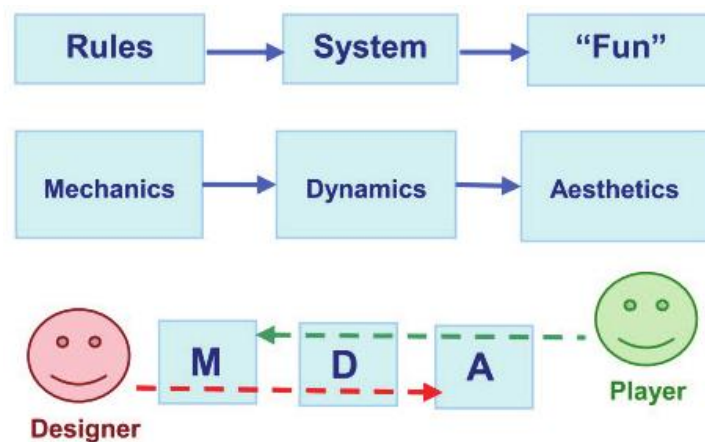 Rules System “Fun”
Mechanics Dynamics Aesthetics
M D A
Player
Designer